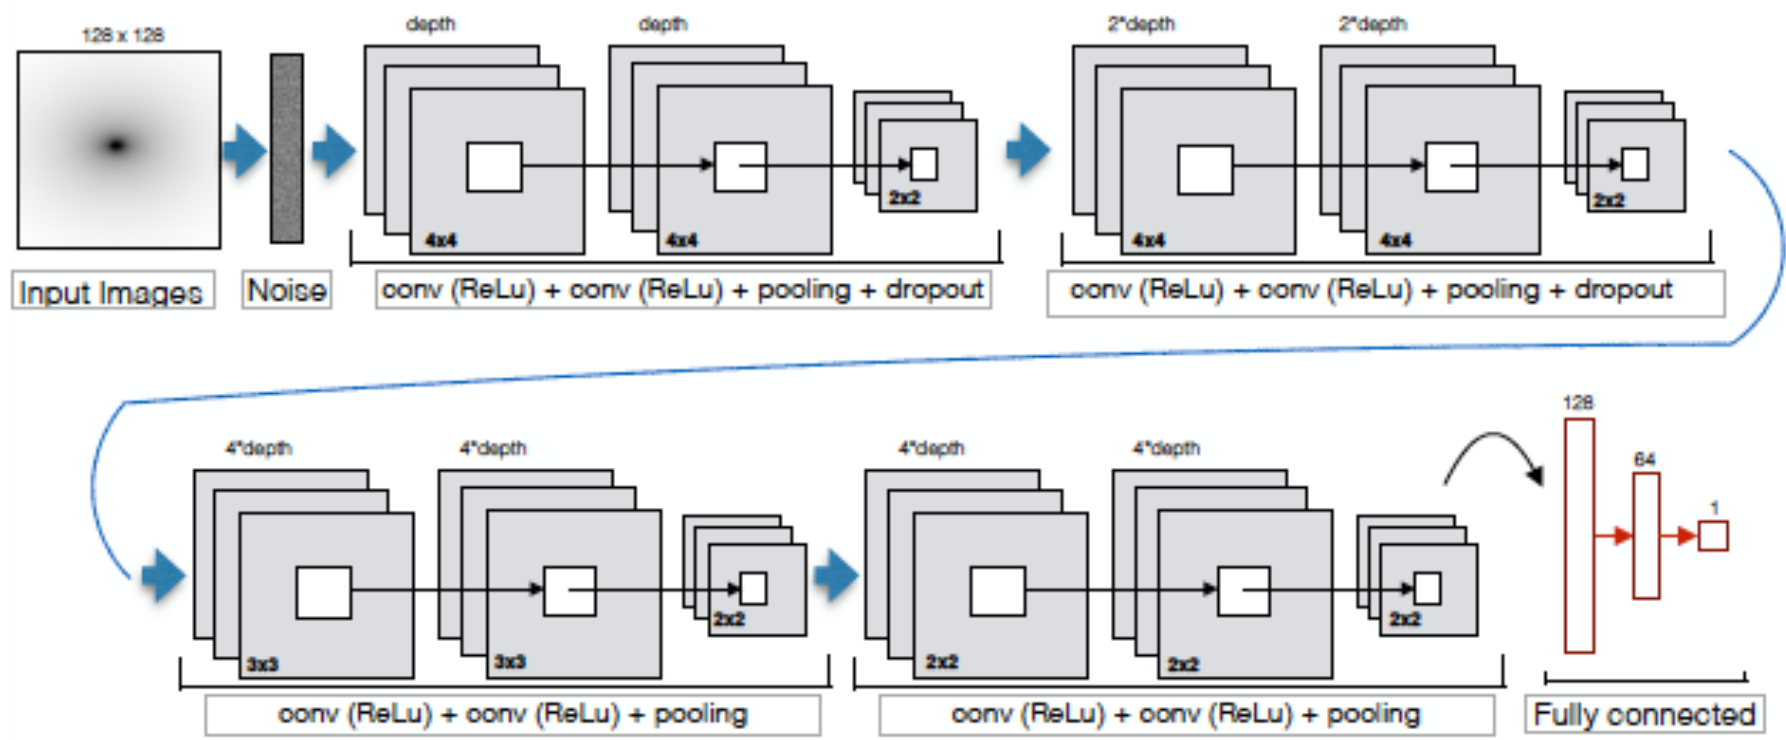 128 x 128
depth
depth
2*depth
2*depth
4x4
4x4
2x2
4x4
4x4
2x2
Input Images
Noise
conv (ReLu) + conv (ReLu) + pooling + dropout
conv (ReLu) + conv (ReLu) + pooling + dropout
4*depth
4*depth
4*depth
4*depth
128
64
1
3x3
3x3
2x2
2x2
2x2
2x2
conv (ReLu) + conv (ReLu) + pooling
conv (ReLu) + conv (ReLu) + pooling
Fully connected